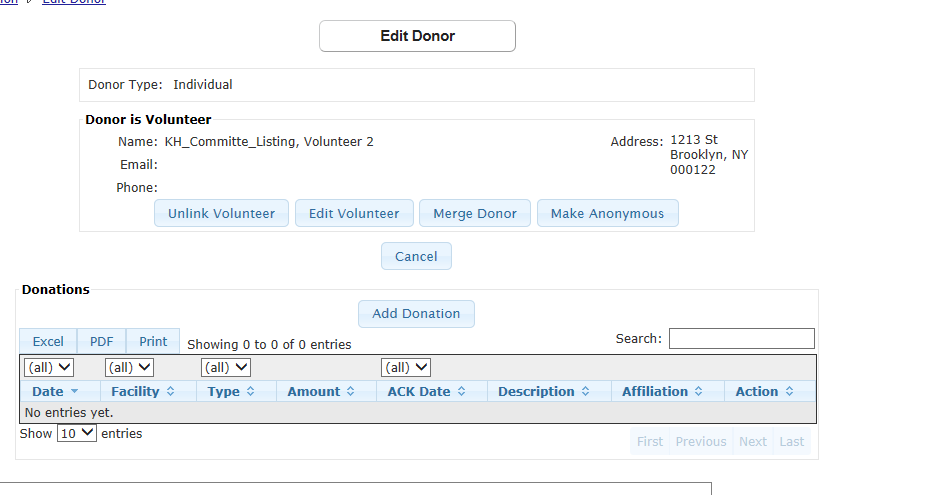 Edit Donor
Edit Donor
Donor Type: Individual
Donor is Volunteer
Name: KH_Committe_Listing, Volunteer 2
Address: 1213 St
Brooklyn, NY
000122
Email:
Phone:
Unlink Volunteer Edit Volunteer Merge Donor Make Anonymous
Cancel
Donations
Add Donation
Excel PDF Print Showing 0 to 0 of 0 entries Search:
(all) (all) (all) (all)
Date Facility Type Amount ACK Date Description Affiliation Action
No entries yet.
Show 10 entries
First Previous Next Last